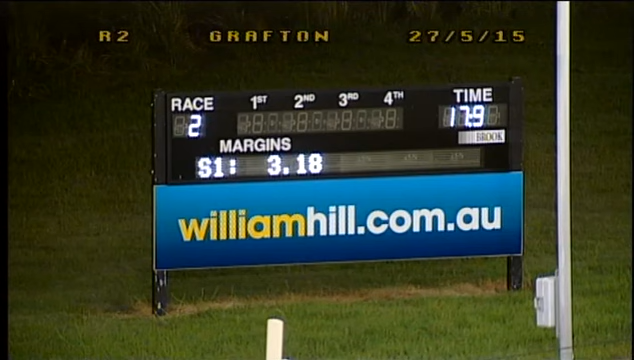 R2 GRAFTON 27/5/15
RACE 1ST 2ND 3RD 4TH TIME
2 17.9
BROOK
MARGINS
S1: 3.18
williamhill.com.au